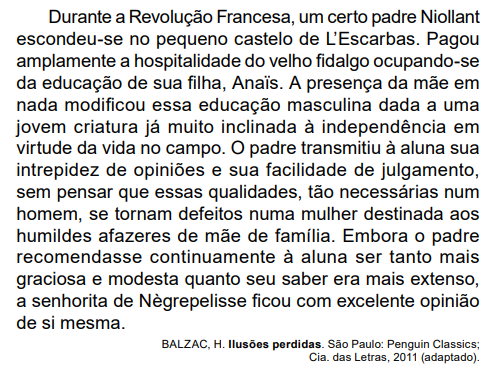 Durante a Revolução Francesa, um certo padre Niollant
escondeu-se no pequeno castelo de L’Escarbas. Pagou
amplamente a hospitalidade do velho fidalgo ocupando-se
da educação de sua filha, Anaïs. A presença da mãe em
nada modificou essa educação masculina dada a uma
jovem criatura já muito inclinada à independência em
virtude da vida no campo. O padre transmitiu à aluna sua
intrepidez de opiniões e sua facilidade de julgamento,
sem pensar que essas qualidades, tão necessárias num
homem, se tornam defeitos numa mulher destinada aos
humildes afazeres de mãe de família. Embora o padre
recomendasse continuamente à aluna ser tanto mais
graciosa e modesta quanto seu saber era mais extenso,
a senhorita de Nègrepelisse ficou com excelente opinião
de si mesma.
BALZAC, H. Ilusões perdidas. São Paulo: Penguin Classics;
Cia. das Letras, 2011 (adaptado).